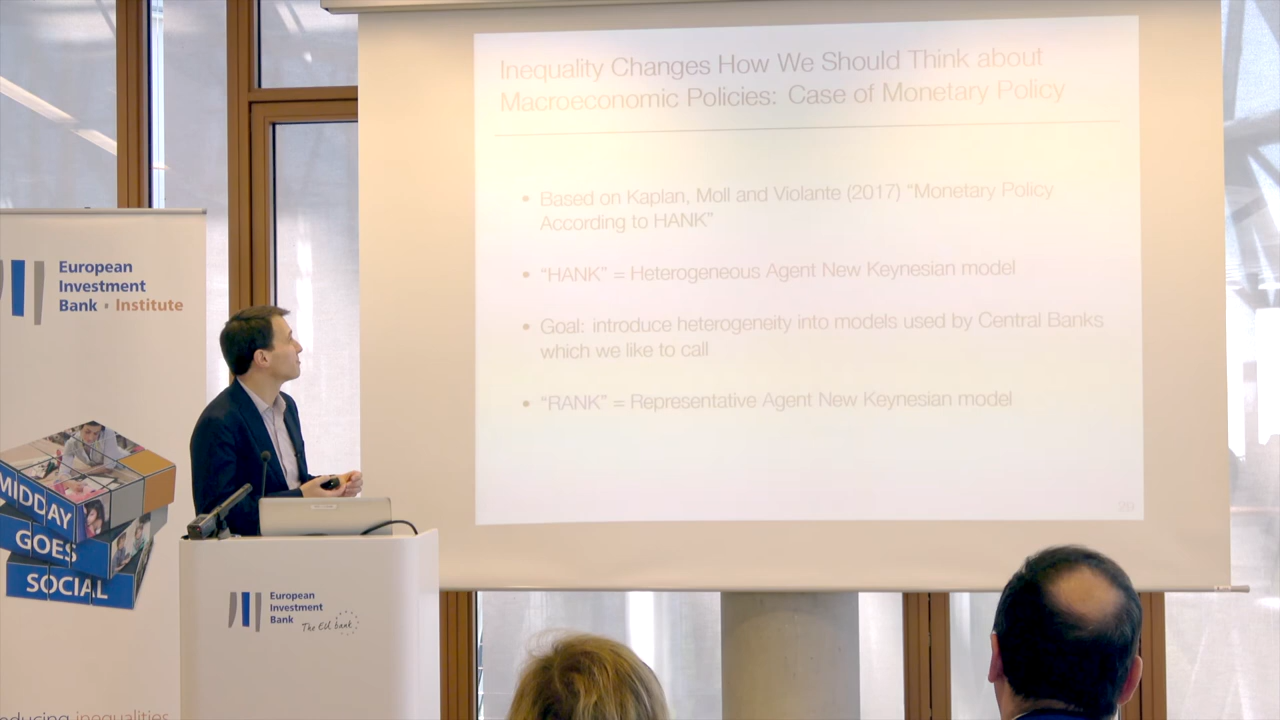 Inequality Changes How We Should Think about
Macroeconomic Policies: Case of Monetary Policy
• Based on Kaplan, Moll and Violante (2017) “Monetary Policy
According to HANK”
• “HANK” = Heterogeneous Agent New Keynesian model
• Goal: introduce heterogeneity into models used by Central Banks
which we like to call
• “RANK” = Representative Agent New Keynesian model
29
European
Investment
Bank • Institute
MIDDAY
GOES
SOCIAL
European
Investment
Bank
The EU bank
inequalities